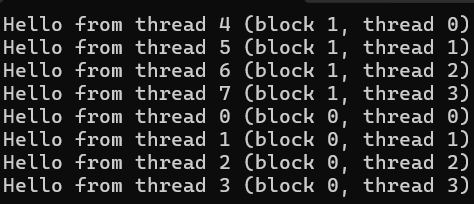 Hello from thread 4 (block 1, thread 0)
Hello from thread 5 (block 1, thread 1)
Hello from thread 6 (block 1, thread 2)
Hello from thread 7 (block 1, thread 3)
Hello from thread 0 (block 0, thread 0)
Hello from thread 1 (block 0, thread 1)
Hello from thread 2 (block 0, thread 2)
Hello from thread 3 (block 0, thread 3)